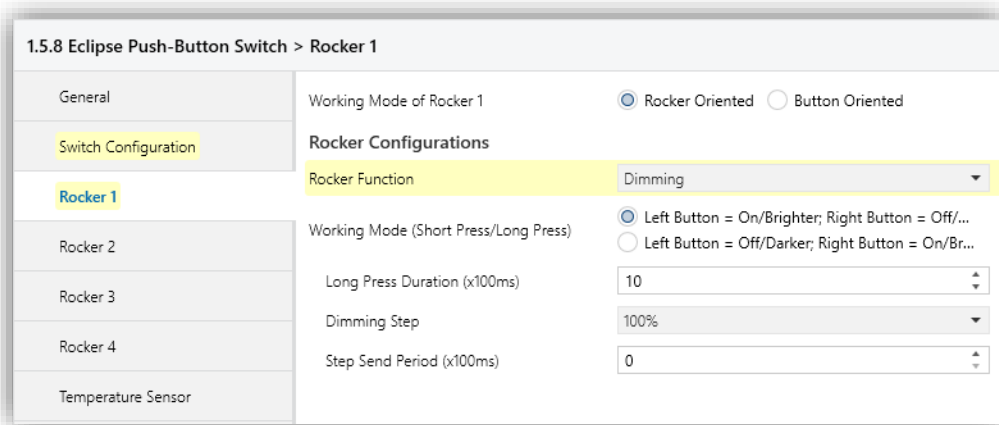 1.5.8 Eclipse Push-Button Switch > Rocker 1
General
Switch Configuration
Rocker 1
Rocker 2
Rocker 3
Rocker 4
Temperature Sensor
Working Mode of Rocker 1 Rocker Oriented Button Oriented
Rocker Configurations
Rocker Function Dimming
Working Mode (Short Press/Long Press) Left Button = On/Brighter; Right Button = Off/...
Left Button = Off/Darker; Right Button = On/Br...
Long Press Duration (x100ms) 10
Dimming Step 100%
Step Send Period (x100ms) 0